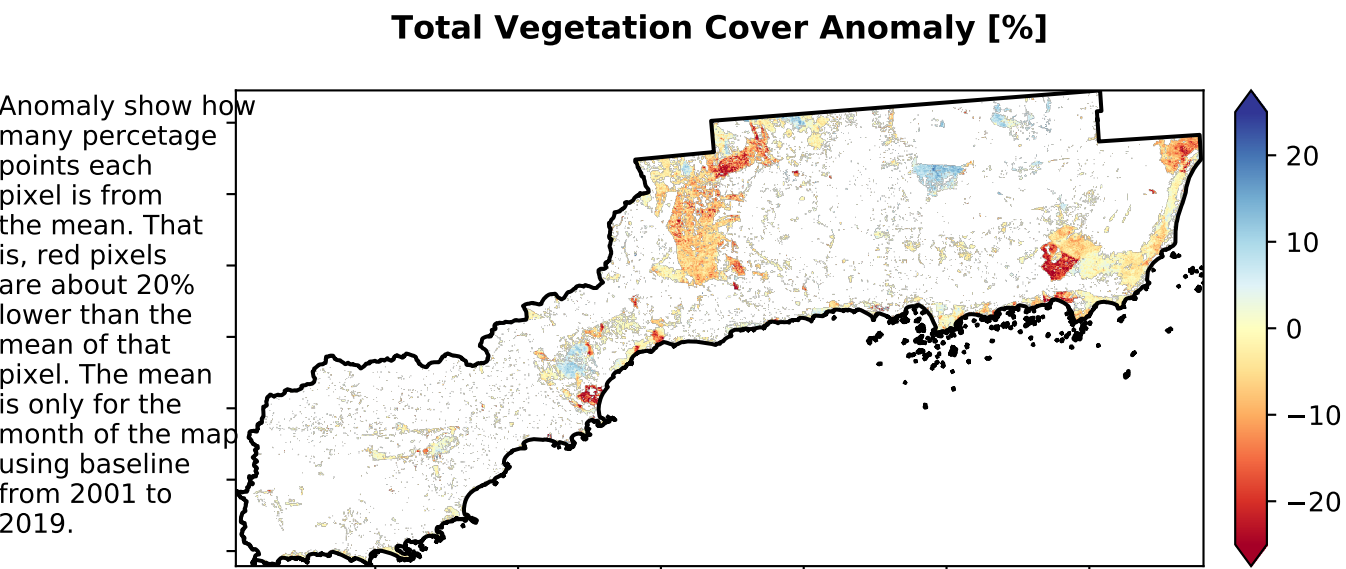 Total Vegetation Cover Anomaly [%]
Anomaly show how
many percetage
points each
pixel is from
the mean. That
is, red pixels
are about 20%
lower than the
mean of that
pixel. The mean
is only for the
month of the map
using baseline
from 2001 to
2019.
20
10
0
−10
−20